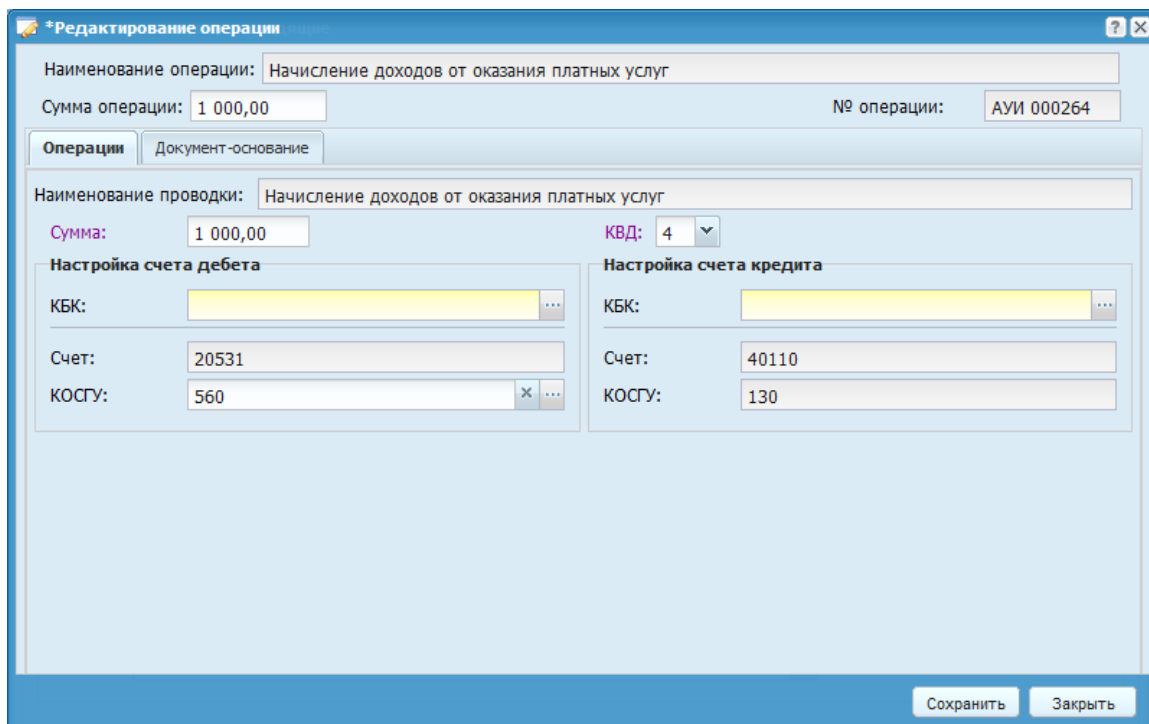 *Редактирование операции
Наименование операции: Начисление доходов от оказания платных услуг
Сумма операции: 1 000,00 № операции: АУИ 000264
Операции Документ-основание
Наименование проводки: Начисление доходов от оказания платных услуг
Сумма: 1 000,00 КВД: 4
Настройка счета дебета Настройка счета кредита
КБК: ... КБК: ...
Счет: 20531 Счет: 40110
КОСГУ: 560 × ... КОСГУ: 130
Сохранить Закрыть